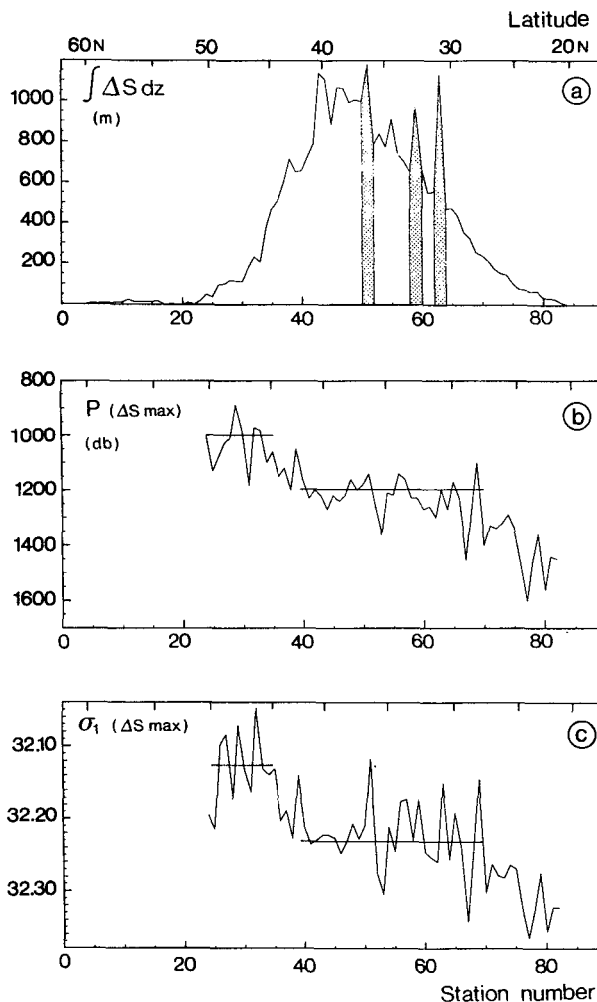 Latitude
60N 50 40 30 20N
∫ ΔS dz
(m)
a
1000
800
600
400
200
0 20 40 60 80
P (ΔS max)
(db)
b
800
1000
1200
1400
1600
0 20 40 60 80
σ₁ (ΔS max)
c
32.10
32.20
32.30
0 20 40 60 80
Station number